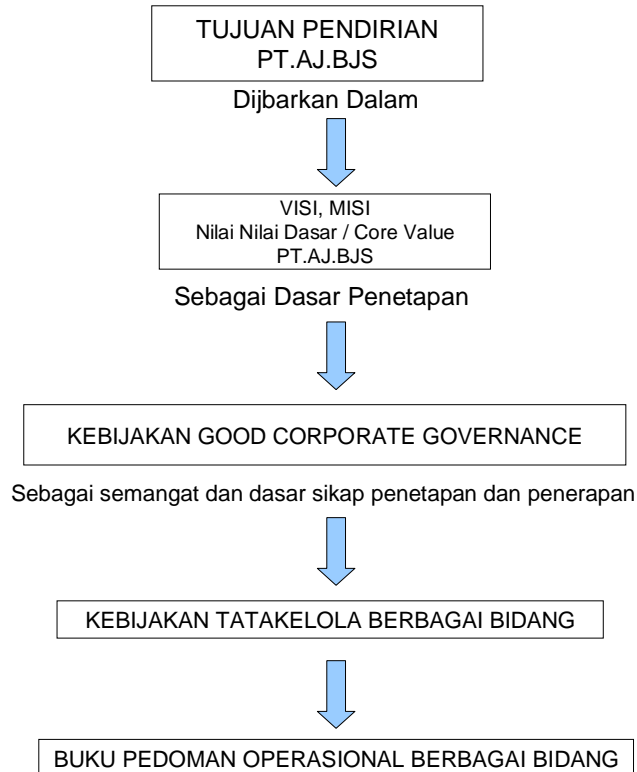 TUJUAN PENDIRIAN
PT.AJ.BJS
Dijbarkan Dalam
VISI, MISI
Nilai Nilai Dasar / Core Value
PT.AJ.BJS
Sebagai Dasar Penetapan
KEBIJAKAN GOOD CORPORATE GOVERNANCE
Sebagai semangat dan dasar sikap penetapan dan penerapan
KEBIJAKAN TATAKELOLA BERBAGAI BIDANG
BUKU PEDOMAN OPERASIONAL BERBAGAI BIDANG